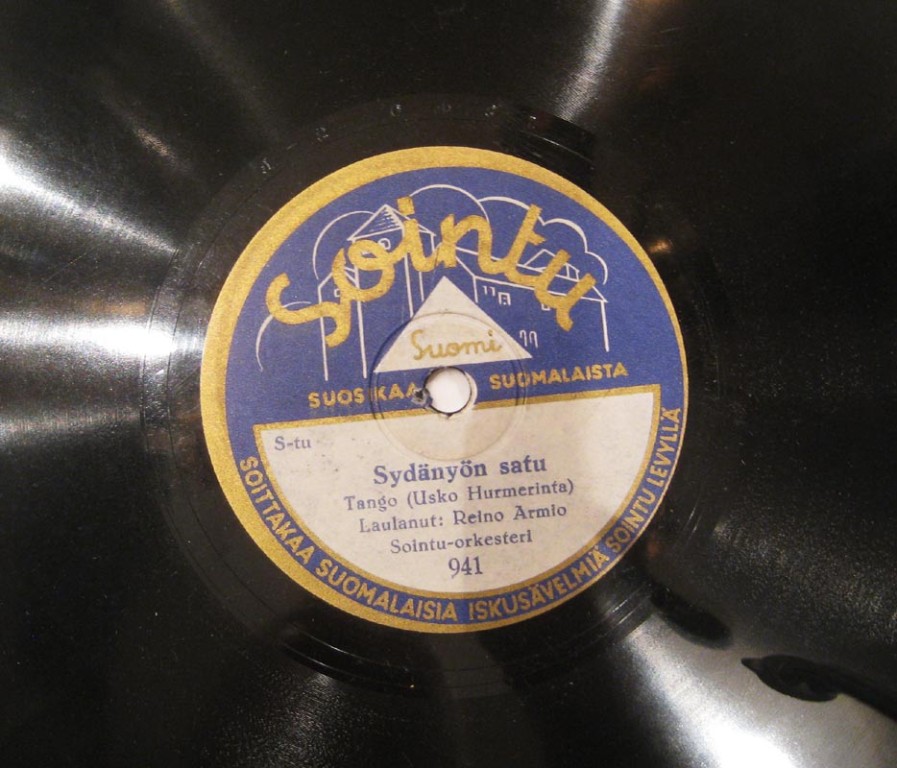 Sointu
Suomi
SUOSIKAA SUOMALAISTA
S-tu
Sydänyön satu
Tango (Usko Hurmerinta)
Laulanut: Reino Armio
Sointu-orkesteri
941
SOITTAKAA SUOMALAISIA ISKUSÄVELMIÄ SOINTU LEVYLLÄ